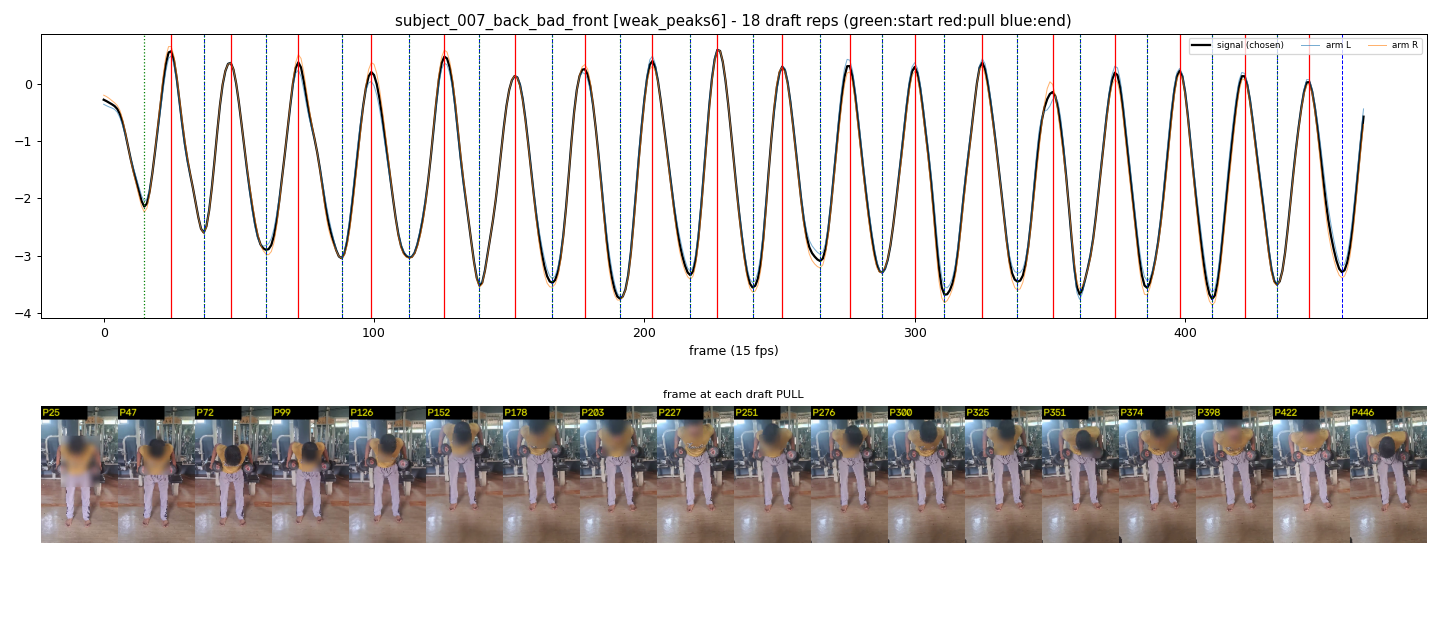 subject_007_back_bad_front [weak_peaks6] - 18 draft reps (green:start red:pull blue:end)
signal (chosen) arm L arm R
0
−1
−2
−3
−4
0 100 200 300 400
frame (15 fps)
frame at each draft PULL
P25 P47 P72 P99 P126 P152 P178 P203 P227 P251 P276 P300 P325 P351 P374 P398 P422 P446